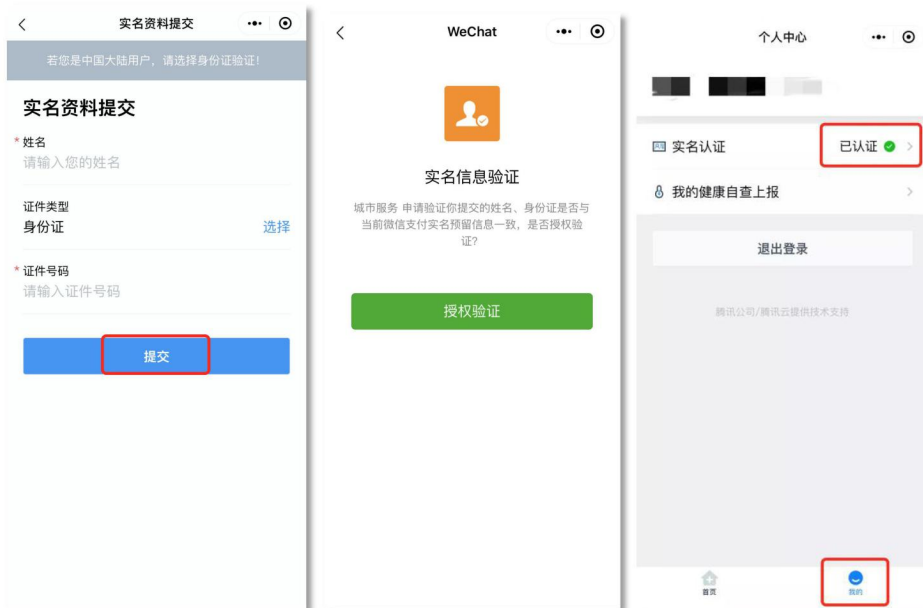 实名资料提交
若您是中国大陆用户，请选择身份证验证！
实名资料提交
* 姓名
请输入您的姓名
证件类型
身份证
选择
* 证件号码
请输入证件号码
提交
WeChat
实名信息验证
城市服务 申请验证你提交的姓名、身份证是否与
当前微信支付实名预留信息一致，是否授权验
证?
授权验证
个人中心
实名认证
已认证
我的健康自查上报
退出登录
腾讯公司/腾讯云提供技术支持
首页
我的